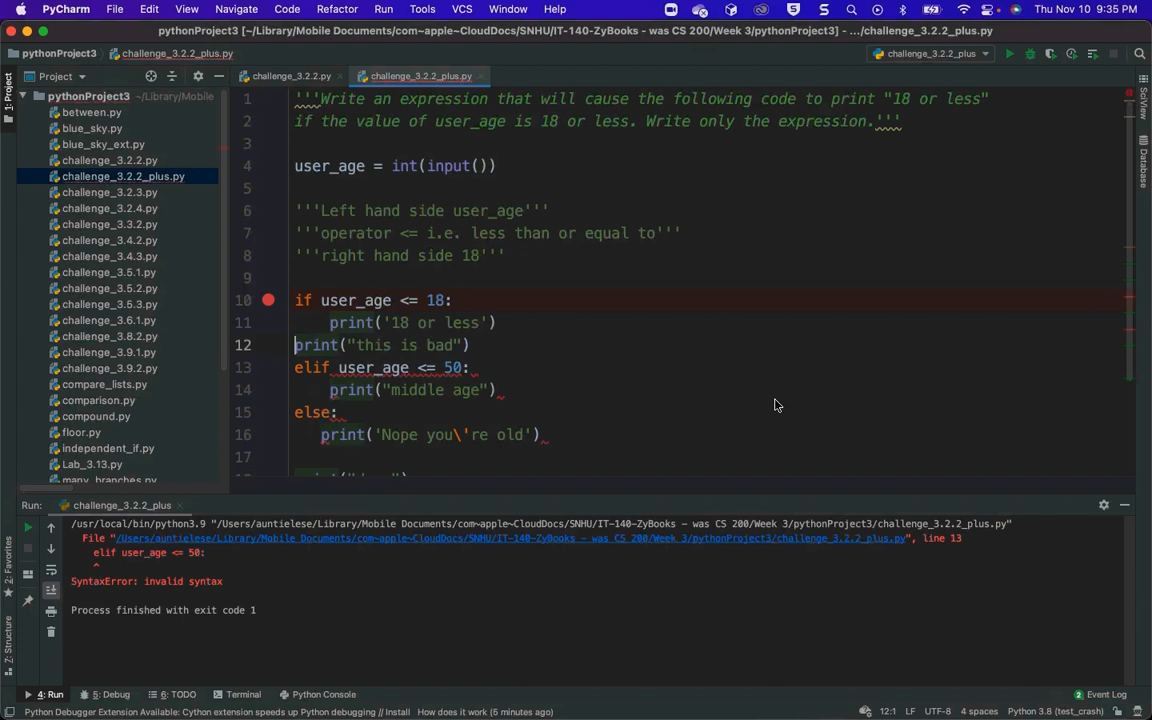 PyCharm File Edit View Navigate Code Refactor Run Tools VCS Window Help Thu Nov 10 9:35 PM
pythonProject3 [~/Library/Mobile Documents/com~apple~CloudDocs/SNHU/IT-140-ZyBooks - was CS 200/Week 3/pythonProject3] - .../challenge_3.2.2_plus.py
pythonProject3 challenge_3.2.2_plus.py challenge_3.2.2_plus.py
1: Project
Project
challenge_3.2.2.py
challenge_3.2.2_plus.py
pythonProject3 ~/Library/Mobile
between.py
blue_sky.py
blue_sky_ext.py
challenge_3.2.2.py
challenge_3.2.2_plus.py
challenge_3.2.3.py
challenge_3.2.4.py
challenge_3.3.2.py
challenge_3.4.2.py
challenge_3.4.3.py
challenge_3.5.1.py
challenge_3.5.2.py
challenge_3.5.3.py
challenge_3.6.1.py
challenge_3.8.2.py
challenge_3.9.1.py
challenge_3.9.2.py
compare_lists.py
comparison.py
compound.py
floor.py
independent_if.py
Lab_3.13.py
many_branches.py
1 '''Write an expression that will cause the following code to print "18 or less"
2 if the value of user_age is 18 or less. Write only the expression.'''
3
4 user_age = int(input())
5
6 '''Left hand side user_age'''
7 '''operator <= i.e. less than or equal to'''
8 '''right hand side 18'''
9
10 if user_age <= 18:
11 print('18 or less')
12 print("this is bad")
13 elif user_age <= 50:
14 print("middle age")
15 else:
16 print('Nope you\'re old')
17
SciView
Database
Run: challenge_3.2.2_plus
/usr/local/bin/python3.9 "/Users/auntielese/Library/Mobile Documents/com~apple~CloudDocs/SNHU/IT-140-ZyBooks - was CS 200/Week 3/pythonProject3/challenge_3.2.2_plus.py"
File "/Users/auntielese/Library/Mobile Documents/com~apple~CloudDocs/SNHU/IT-140-ZyBooks - was CS 200/Week 3/pythonProject3/challenge_3.2.2_plus.py", line 13
elif user_age <= 50:
^
SyntaxError: invalid syntax
Process finished with exit code 1
2: Favorites
Z: Structure
4: Run 5: Debug 6: TODO Terminal Python Console 2 Event Log
Python Debugger Extension Available: Cython extension speeds up Python debugging // Install How does it work (5 minutes ago) 12:1 LF UTF-8 4 spaces Python 3.8 (test_crash)